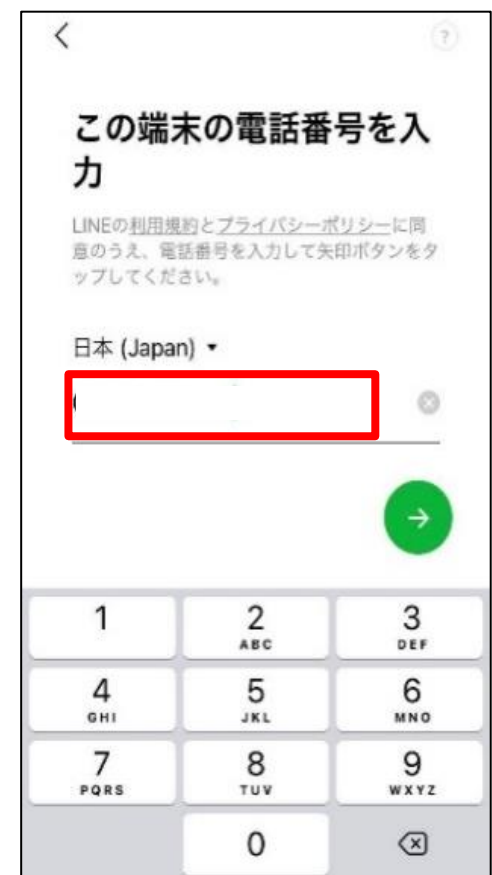 この端末の電話番号を入
力
LINEの利用規約とプライバシーポリシーに同
意のうえ、電話番号を入力して矢印ボタンをタ
ップしてください。
日本 (Japan)
1
2
ABC
3
DEF
4
GHI
5
JKL
6
MNO
7
PQRS
8
TUV
9
WXYZ
0